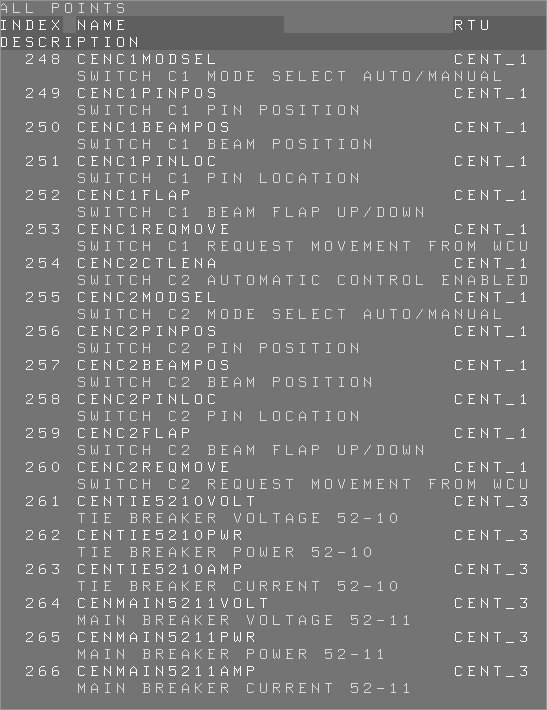 ALL POINTS
INDEX NAME RTU
DESCRIPTION
248 CENC1MODSEL CENT_1
SWITCH C1 MODE SELECT AUTO/MANUAL
249 CENC1PINPOS CENT_1
SWITCH C1 PIN POSITION
250 CENC1BEAMPOS CENT_1
SWITCH C1 BEAM POSITION
251 CENC1PINLOC CENT_1
SWITCH C1 PIN LOCATION
252 CENC1FLAP CENT_1
SWITCH C1 BEAM FLAP UP/DOWN
253 CENC1REQMOVE CENT_1
SWITCH C1 REQUEST MOVEMENT FROM WCU
254 CENC2CTLENA CENT_1
SWITCH C2 AUTOMATIC CONTROL ENABLED
255 CENC2MODSEL CENT_1
SWITCH C2 MODE SELECT AUTO/MANUAL
256 CENC2PINPOS CENT_1
SWITCH C2 PIN POSITION
257 CENC2BEAMPOS CENT_1
SWITCH C2 BEAM POSITION
258 CENC2PINLOC CENT_1
SWITCH C2 PIN LOCATION
259 CENC2FLAP CENT_1
SWITCH C2 BEAM FLAP UP/DOWN
260 CENC2REQMOVE CENT_1
SWITCH C2 REQUEST MOVEMENT FROM WCU
261 CENTIE5210VOLT CENT_3
TIE BREAKER VOLTAGE 52-10
262 CENTIE5210PWR CENT_3
TIE BREAKER POWER 52-10
263 CENTIE5210AMP CENT_3
TIE BREAKER CURRENT 52-10
264 CENMAIN5211VOLT CENT_3
MAIN BREAKER VOLTAGE 52-11
265 CENMAIN5211PWR CENT_3
MAIN BREAKER POWER 52-11
266 CENMAIN5211AMP CENT_3
MAIN BREAKER CURRENT 52-11